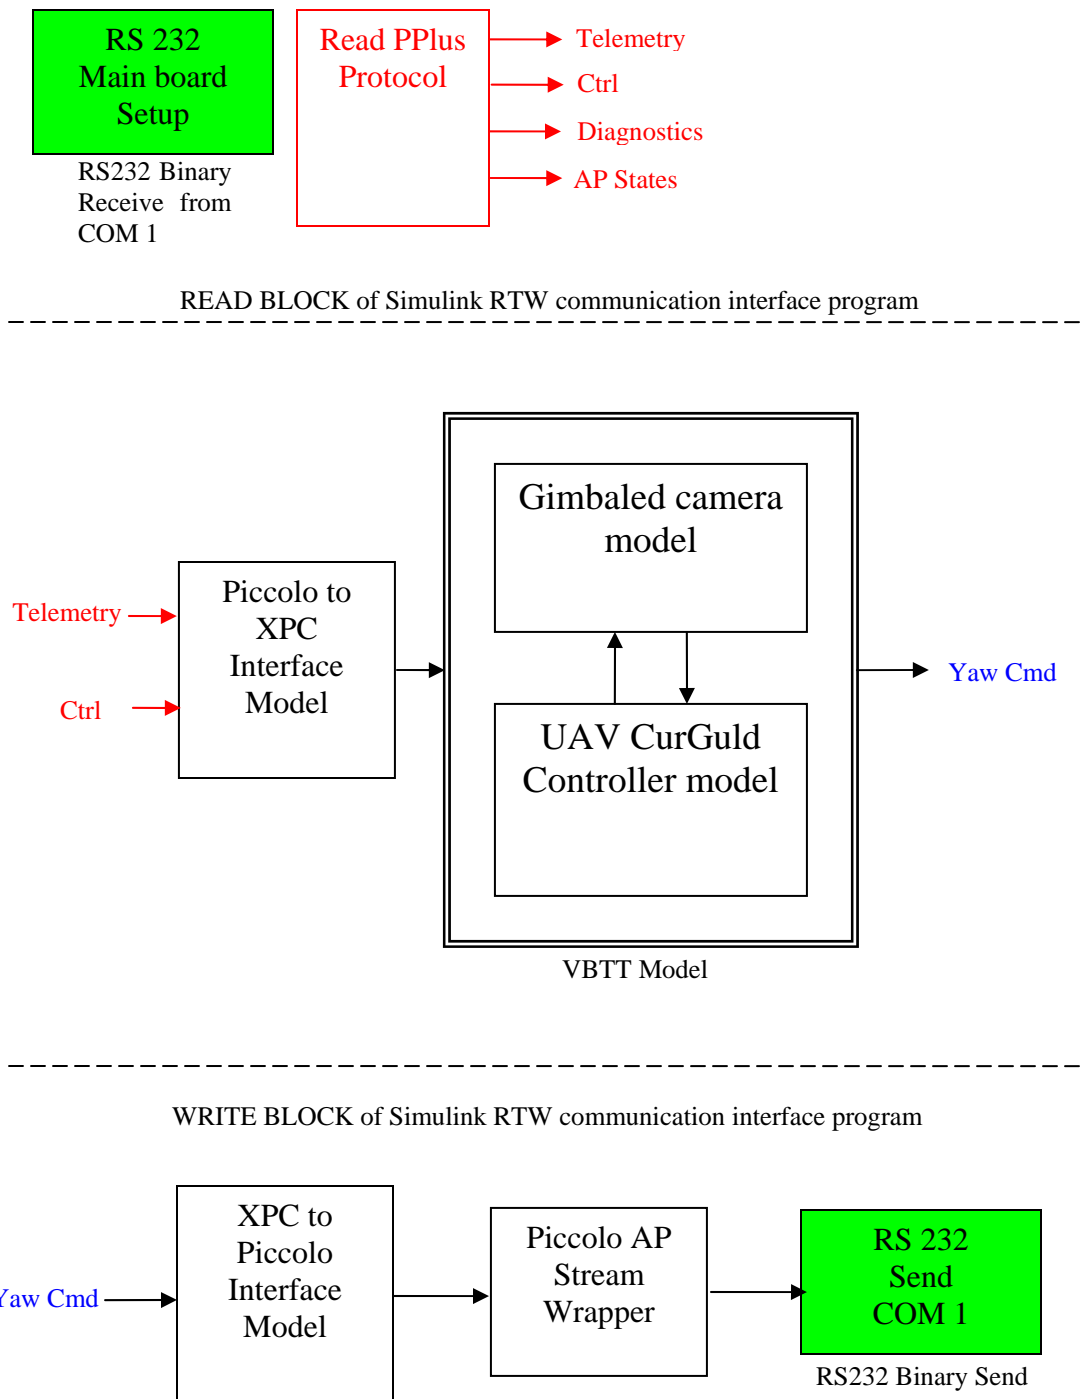 RS 232
Main board
Setup
RS232 Binary
Receive from
COM 1
Read PPlus
Protocol
Telemetry
Ctrl
Diagnostics
AP States
READ BLOCK of Simulink RTW communication interface program
Telemetry
Ctrl
Piccolo to
XPC
Interface
Model
Gimbaled camera
model
UAV CurGuld
Controller model
Yaw Cmd
VBTT Model
WRITE BLOCK of Simulink RTW communication interface program
Yaw Cmd
XPC to
Piccolo
Interface
Model
Piccolo AP
Stream
Wrapper
RS 232
Send
COM 1
RS232 Binary Send